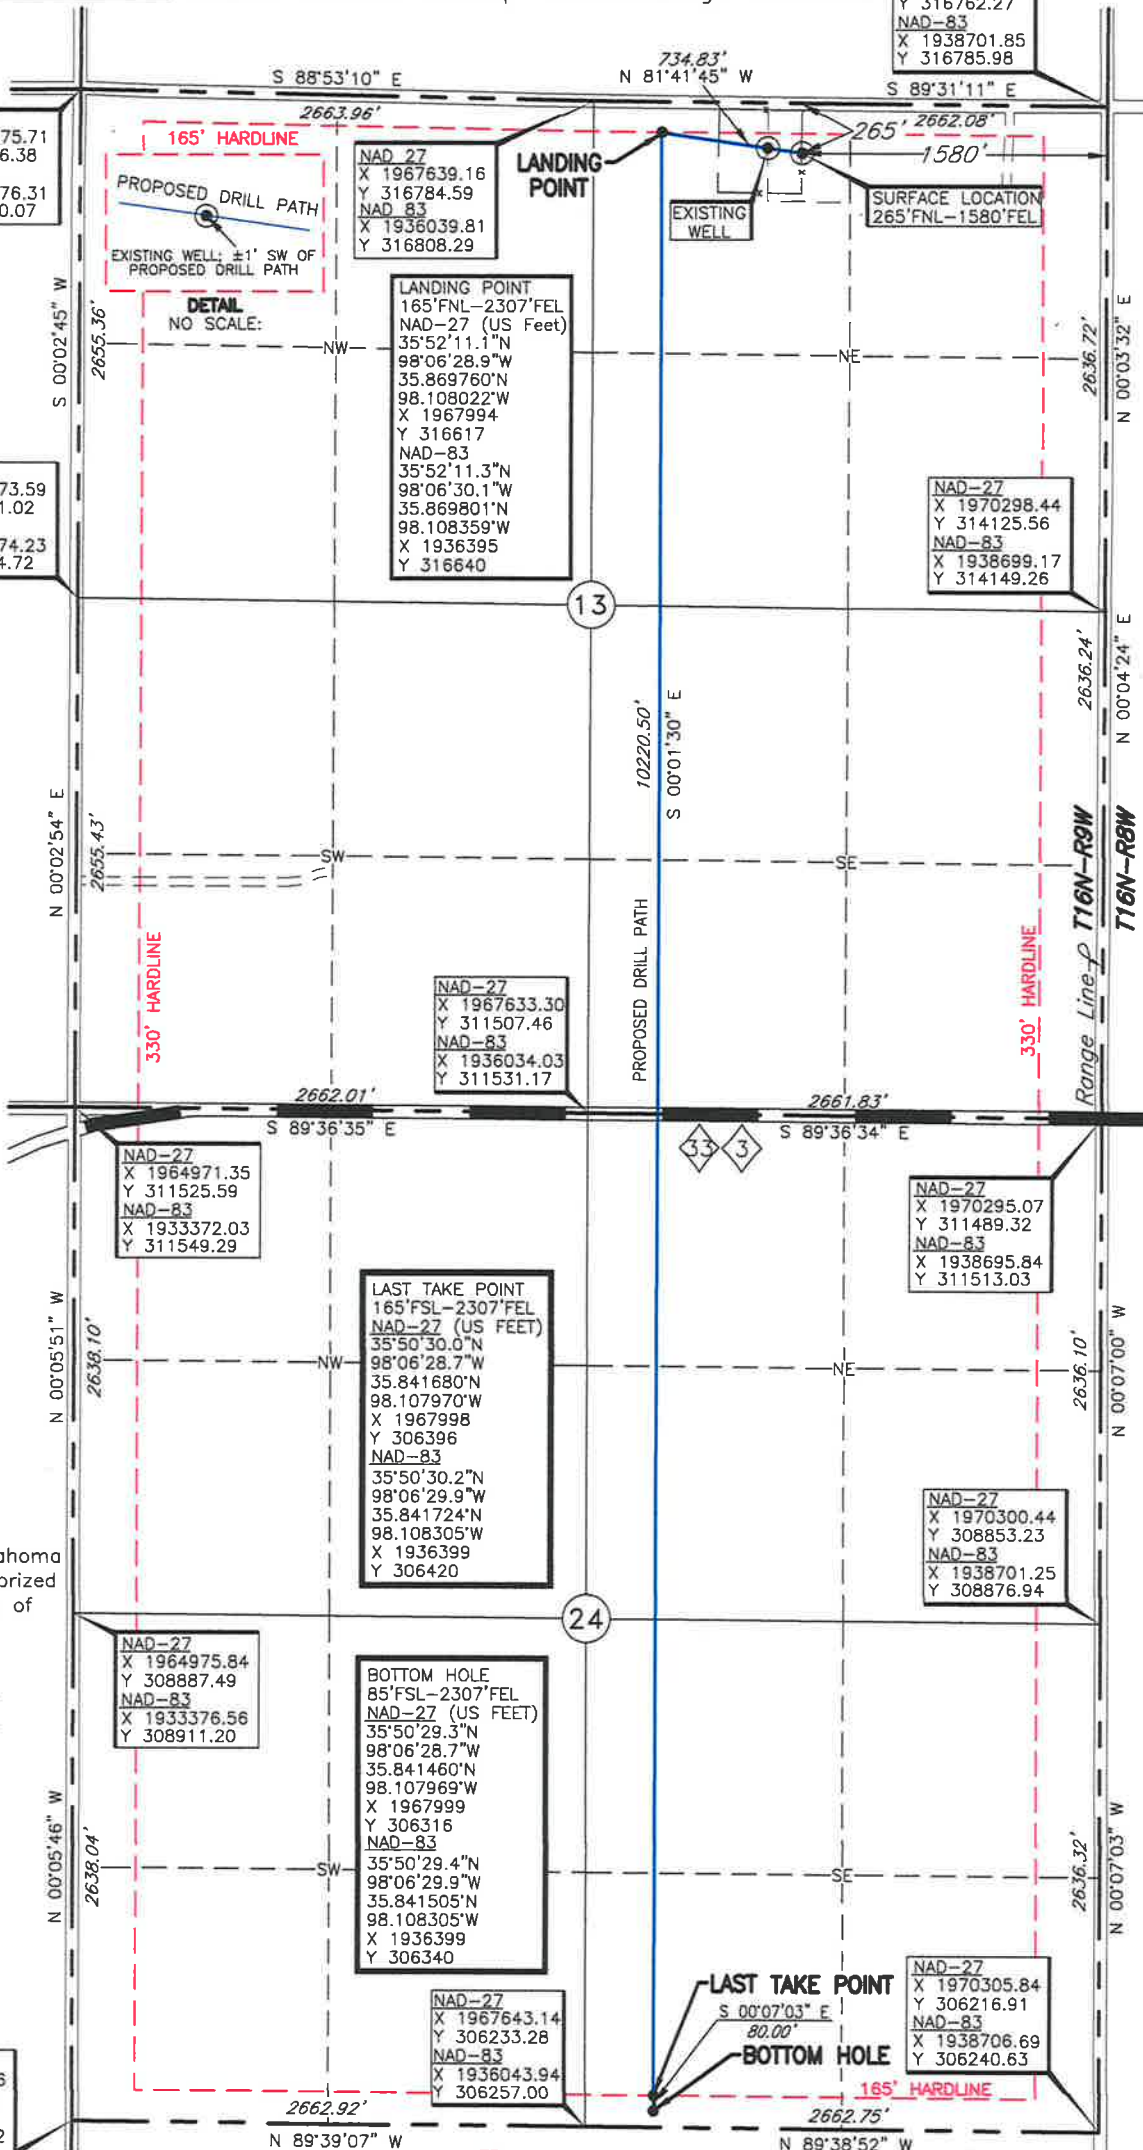 Y 316762.27
NAD-83
X 1938701.85
Y 316785.98
S 88°53'10" E
734.83'
N 81°41'45" W
S 89°31'11" E
2663.96'
2662.08'
75.71
6.38
76.31
0.07
165' HARDLINE
PROPOSED DRILL PATH
EXISTING WELL; ±1' SW OF
PROPOSED DRILL PATH
DETAIL
NO SCALE:
NAD 27
X 1967639.16
Y 316784.59
NAD 83
X 1936039.81
Y 316808.29
LANDING
POINT
265'
1580'
EXISTING
WELL
SURFACE LOCATION
265'FNL-1580'FEL
LANDING POINT
165'FNL-2307'FEL
NAD-27 (US Feet)
35°52'11.1"N
98°06'28.9"W
35.869760°N
98.108022°W
X 1967994
Y 316617
NAD-83
35°52'11.3"N
98°06'30.1"W
35.869801°N
98.108359°W
X 1936395
Y 316640
S 00°02'45" W
2655.36'
NW
NE
2636.72'
N 00°03'32" E
73.59
1.02
74.23
4.72
NAD-27
X 1970298.44
Y 314125.56
NAD-83
X 1938699.17
Y 314149.26
13
10220.50'
S 00°01'30" E
2636.24'
N 00°04'24" E
N 00°02'54" E
2655.43'
SW
SE
T16N-R9W
T16N-R8W
Range Line
330' HARDLINE
PROPOSED DRILL PATH
330' HARDLINE
NAD-27
X 1967633.30
Y 311507.46
NAD-83
X 1936034.03
Y 311531.17
2662.01'
S 89°36'35" E
2661.83'
S 89°36'34" E
33
3
NAD-27
X 1964971.35
Y 311525.59
NAD-83
X 1933372.03
Y 311549.29
NAD-27
X 1970295.07
Y 311489.32
NAD-83
X 1938695.84
Y 311513.03
LAST TAKE POINT
165'FSL-2307'FEL
NAD-27 (US FEET)
35°50'30.0"N
98°06'28.7"W
35.841680°N
98.107970°W
X 1967998
Y 306396
NAD-83
35°50'30.2"N
98°06'29.9"W
35.841724°N
98.108305°W
X 1936399
Y 306420
N 00°05'51" W
2638.10'
NW
NE
2636.10'
N 00°07'00" W
NAD-27
X 1970300.44
Y 308853.23
NAD-83
X 1938701.25
Y 308876.94
ahoma
orized
of
24
NAD-27
X 1964975.84
Y 308887.49
NAD-83
X 1933376.56
Y 308911.20
BOTTOM HOLE
85'FSL-2307'FEL
NAD-27 (US FEET)
35°50'29.3"N
98°06'28.7"W
35.841460°N
98.107969°W
X 1967999
Y 306316
NAD-83
35°50'29.4"N
98°06'29.9"W
35.841505°N
98.108305°W
X 1936399
Y 306340
N 00°05'46" W
2638.04'
SW
SE
2636.32'
N 00°07'03" W
LAST TAKE POINT
S 00°07'03" E
80.00'
BOTTOM HOLE
NAD-27
X 1967643.14
Y 306233.28
NAD-83
X 1936043.94
Y 306257.00
NAD-27
X 1970305.84
Y 306216.91
NAD-83
X 1938706.69
Y 306240.63
165' HARDLINE
6
2
2662.92'
N 89°39'07" W
2662.75'
N 89°38'52" W